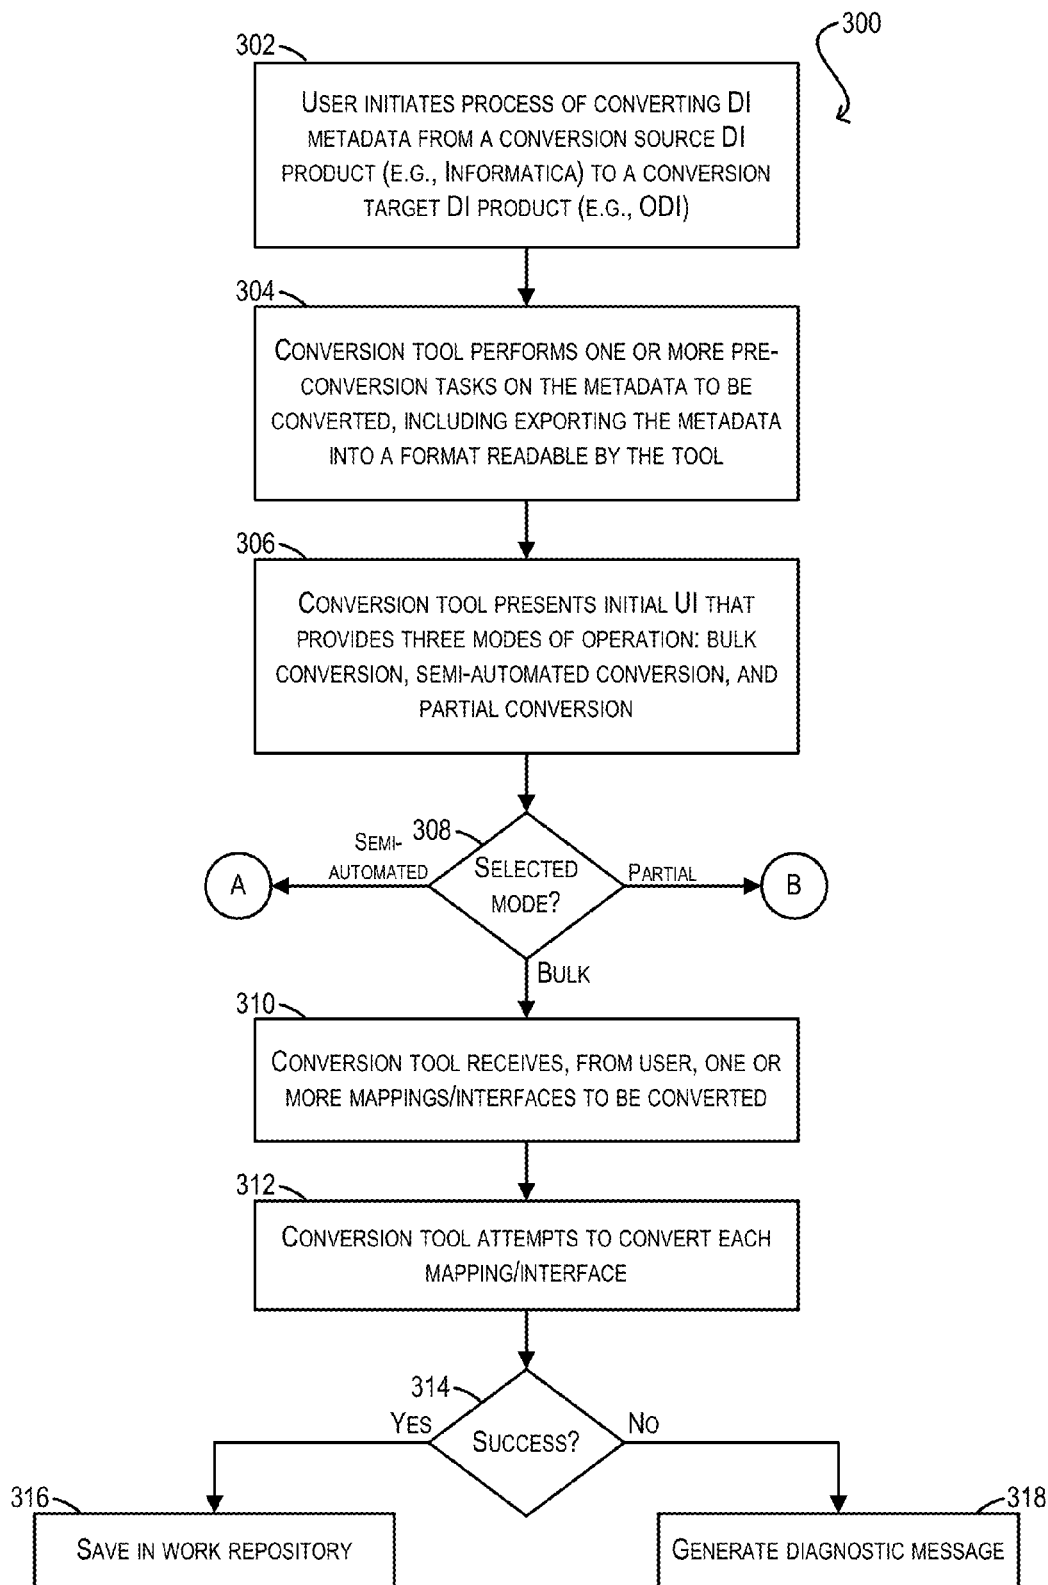 300
302
User initiates process of converting DI
metadata from a conversion source DI
product (e.g., Informatica) to a conversion
target DI product (e.g., ODI)
304
Conversion tool performs one or more pre-
conversion tasks on the metadata to be
converted, including exporting the metadata
into a format readable by the tool
306
Conversion tool presents initial UI that
provides three modes of operation: bulk
conversion, semi-automated conversion, and
partial conversion
308
Semi-
automated
A
Selected
mode?
Partial
B
Bulk
310
Conversion tool receives, from user, one or
more mappings/interfaces to be converted
312
Conversion tool attempts to convert each
mapping/interface
314
Yes
Success?
No
316
Save in work repository
318
Generate diagnostic message